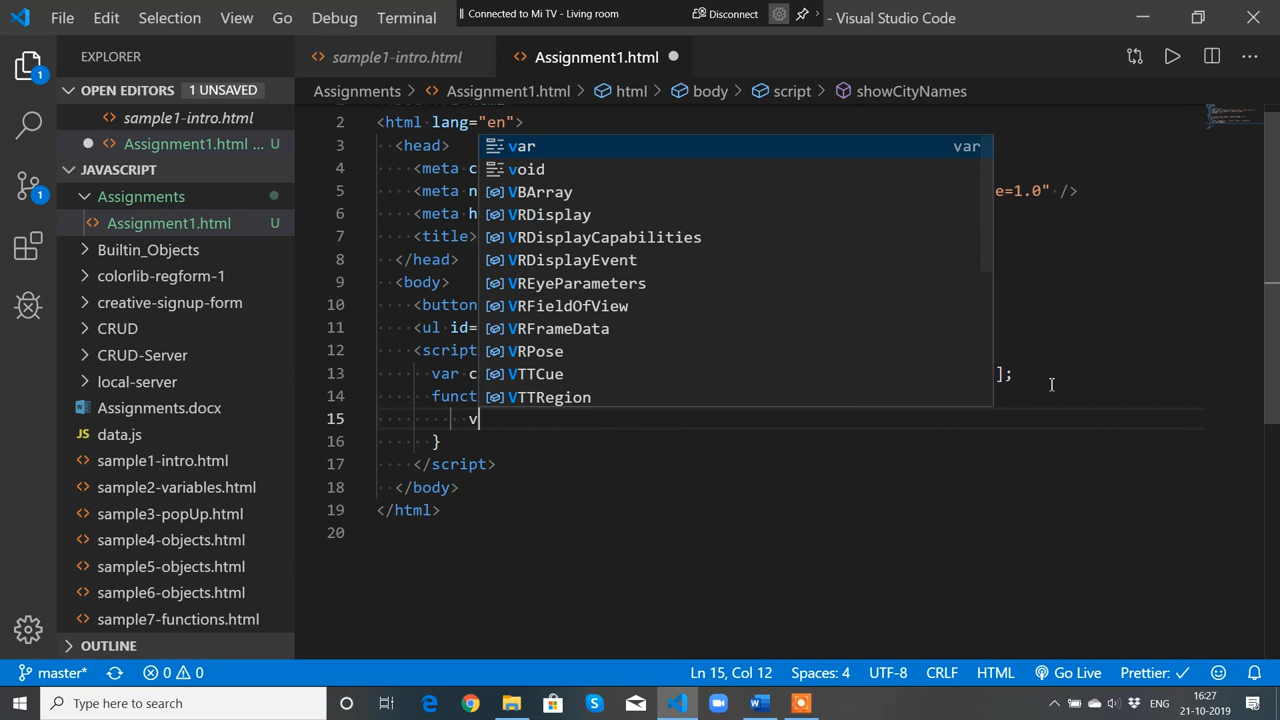 File Edit Selection View Go Debug Terminal
Connected to Mi TV - Living room
Disconnect
- Visual Studio Code
EXPLORER
OPEN EDITORS 1 UNSAVED
sample1-intro.html
Assignment1.html ... U
JAVASCRIPT
Assignments
Assignment1.html U
Builtin_Objects
colorlib-regform-1
creative-signup-form
CRUD
CRUD-Server
local-server
Assignments.docx
JS data.js
sample1-intro.html
sample2-variables.html
sample3-popUp.html
sample4-objects.html
sample5-objects.html
sample6-objects.html
sample7-functions.html
OUTLINE
1
1
sample1-intro.html
Assignment1.html
Assignments Assignment1.html html body script showCityNames
2 <html lang="en">
3 <head>
4 <meta c
5 <meta n e=1.0" />
6 <meta h
7 <title>
8 </head>
9 <body>
10 <button
11 <ul id=
12 <script
13 var c ];
14 funct
15 v
16 }
17 </script>
18 </body>
19 </html>
20
var var
void
VBArray
VRDisplay
VRDisplayCapabilities
VRDisplayEvent
VREyeParameters
VRFieldOfView
VRFrameData
VRPose
VTTCue
VTTRegion
master* 0 0 Ln 15, Col 12 Spaces: 4 UTF-8 CRLF HTML Go Live Prettier: ✓
Type here to search
ENG
16:27
21-10-2019